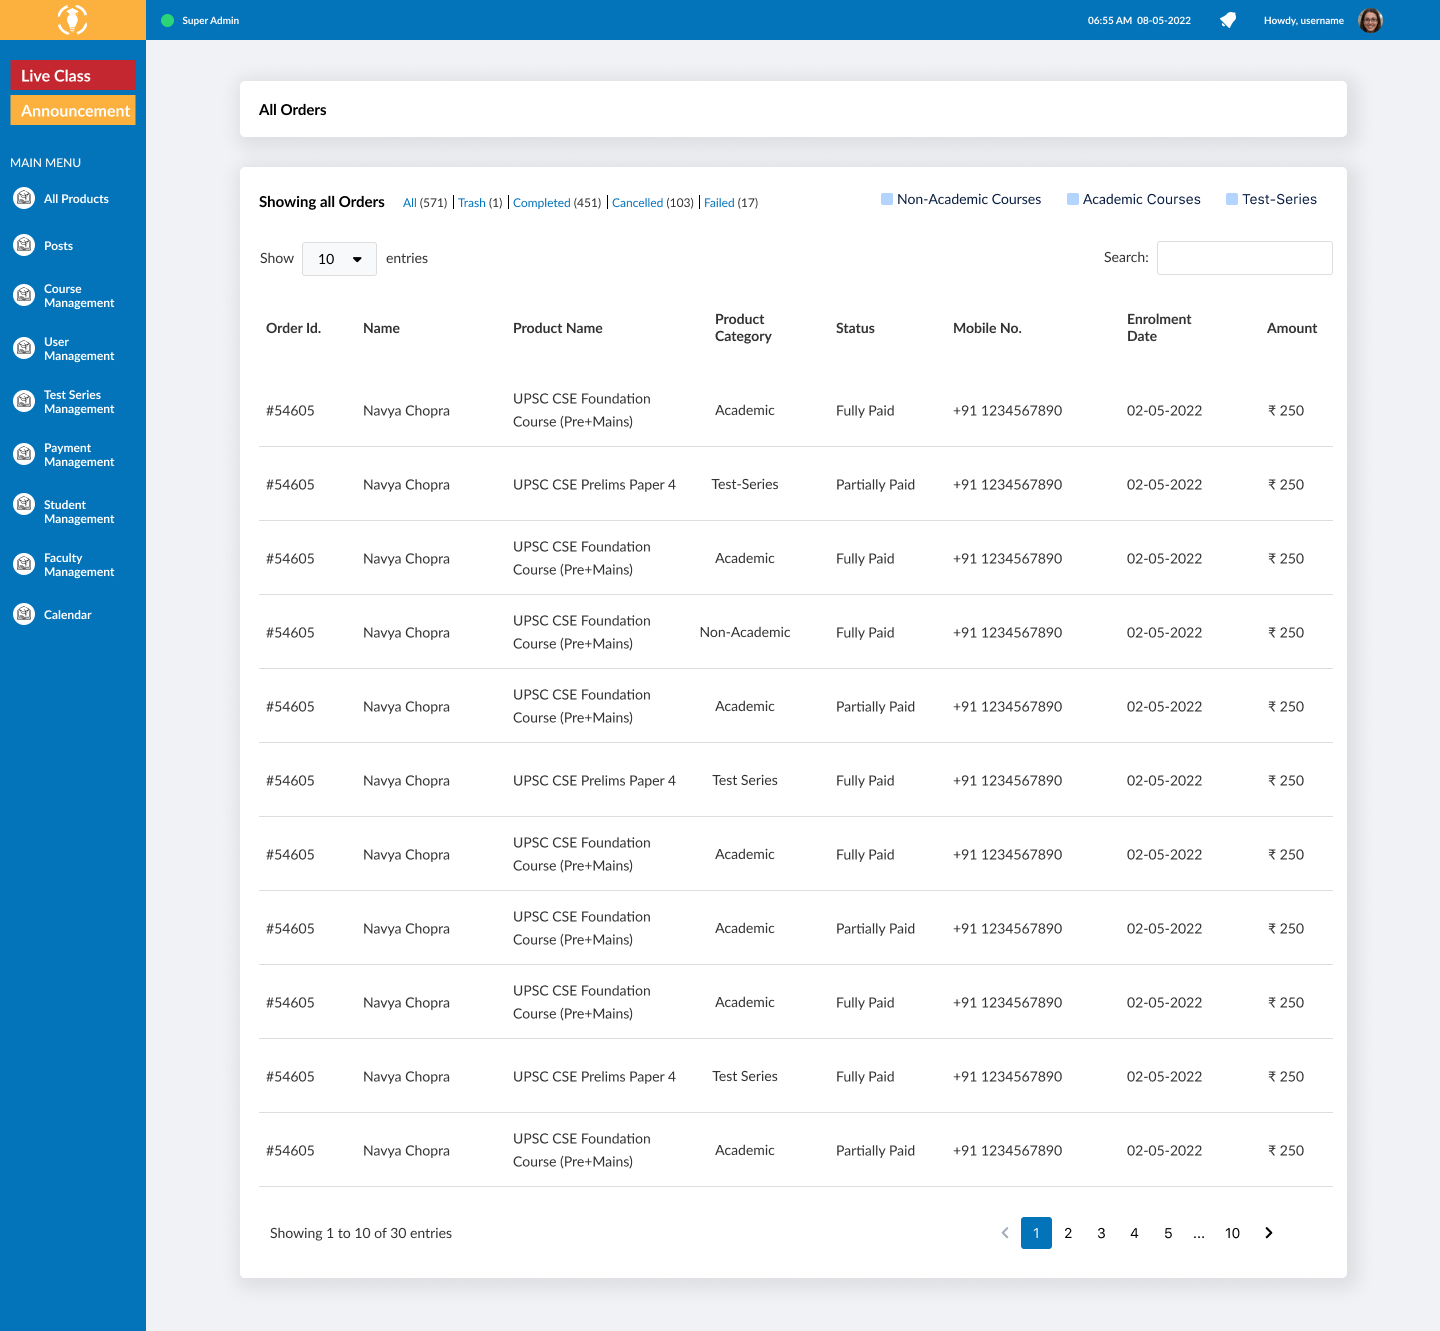 Super Admin
06:55 AM 08-05-2022
Howdy, username
Live Class
Announcement
MAIN MENU
All Products
Posts
Course
Management
User
Management
Test Series
Management
Payment
Management
Student
Management
Faculty
Management
Calendar
All Orders
Showing all Orders All (571) | Trash (1) | Completed (451) | Cancelled (103) | Failed (17)
Non-Academic Courses Academic Courses Test-Series
Show 10 entries
Search:
Order Id. Name Product Name Product Category Status Mobile No. Enrolment Date Amount
#54605 Navya Chopra UPSC CSE Foundation Course (Pre+Mains) Academic Fully Paid +91 1234567890 02-05-2022 ₹ 250
#54605 Navya Chopra UPSC CSE Prelims Paper 4 Test-Series Partially Paid +91 1234567890 02-05-2022 ₹ 250
#54605 Navya Chopra UPSC CSE Foundation Course (Pre+Mains) Academic Fully Paid +91 1234567890 02-05-2022 ₹ 250
#54605 Navya Chopra UPSC CSE Foundation Course (Pre+Mains) Non-Academic Fully Paid +91 1234567890 02-05-2022 ₹ 250
#54605 Navya Chopra UPSC CSE Foundation Course (Pre+Mains) Academic Partially Paid +91 1234567890 02-05-2022 ₹ 250
#54605 Navya Chopra UPSC CSE Prelims Paper 4 Test Series Fully Paid +91 1234567890 02-05-2022 ₹ 250
#54605 Navya Chopra UPSC CSE Foundation Course (Pre+Mains) Academic Fully Paid +91 1234567890 02-05-2022 ₹ 250
#54605 Navya Chopra UPSC CSE Foundation Course (Pre+Mains) Academic Partially Paid +91 1234567890 02-05-2022 ₹ 250
#54605 Navya Chopra UPSC CSE Foundation Course (Pre+Mains) Academic Fully Paid +91 1234567890 02-05-2022 ₹ 250
#54605 Navya Chopra UPSC CSE Prelims Paper 4 Test Series Fully Paid +91 1234567890 02-05-2022 ₹ 250
#54605 Navya Chopra UPSC CSE Foundation Course (Pre+Mains) Academic Partially Paid +91 1234567890 02-05-2022 ₹ 250
Showing 1 to 10 of 30 entries
1 2 3 4 5 ... 10